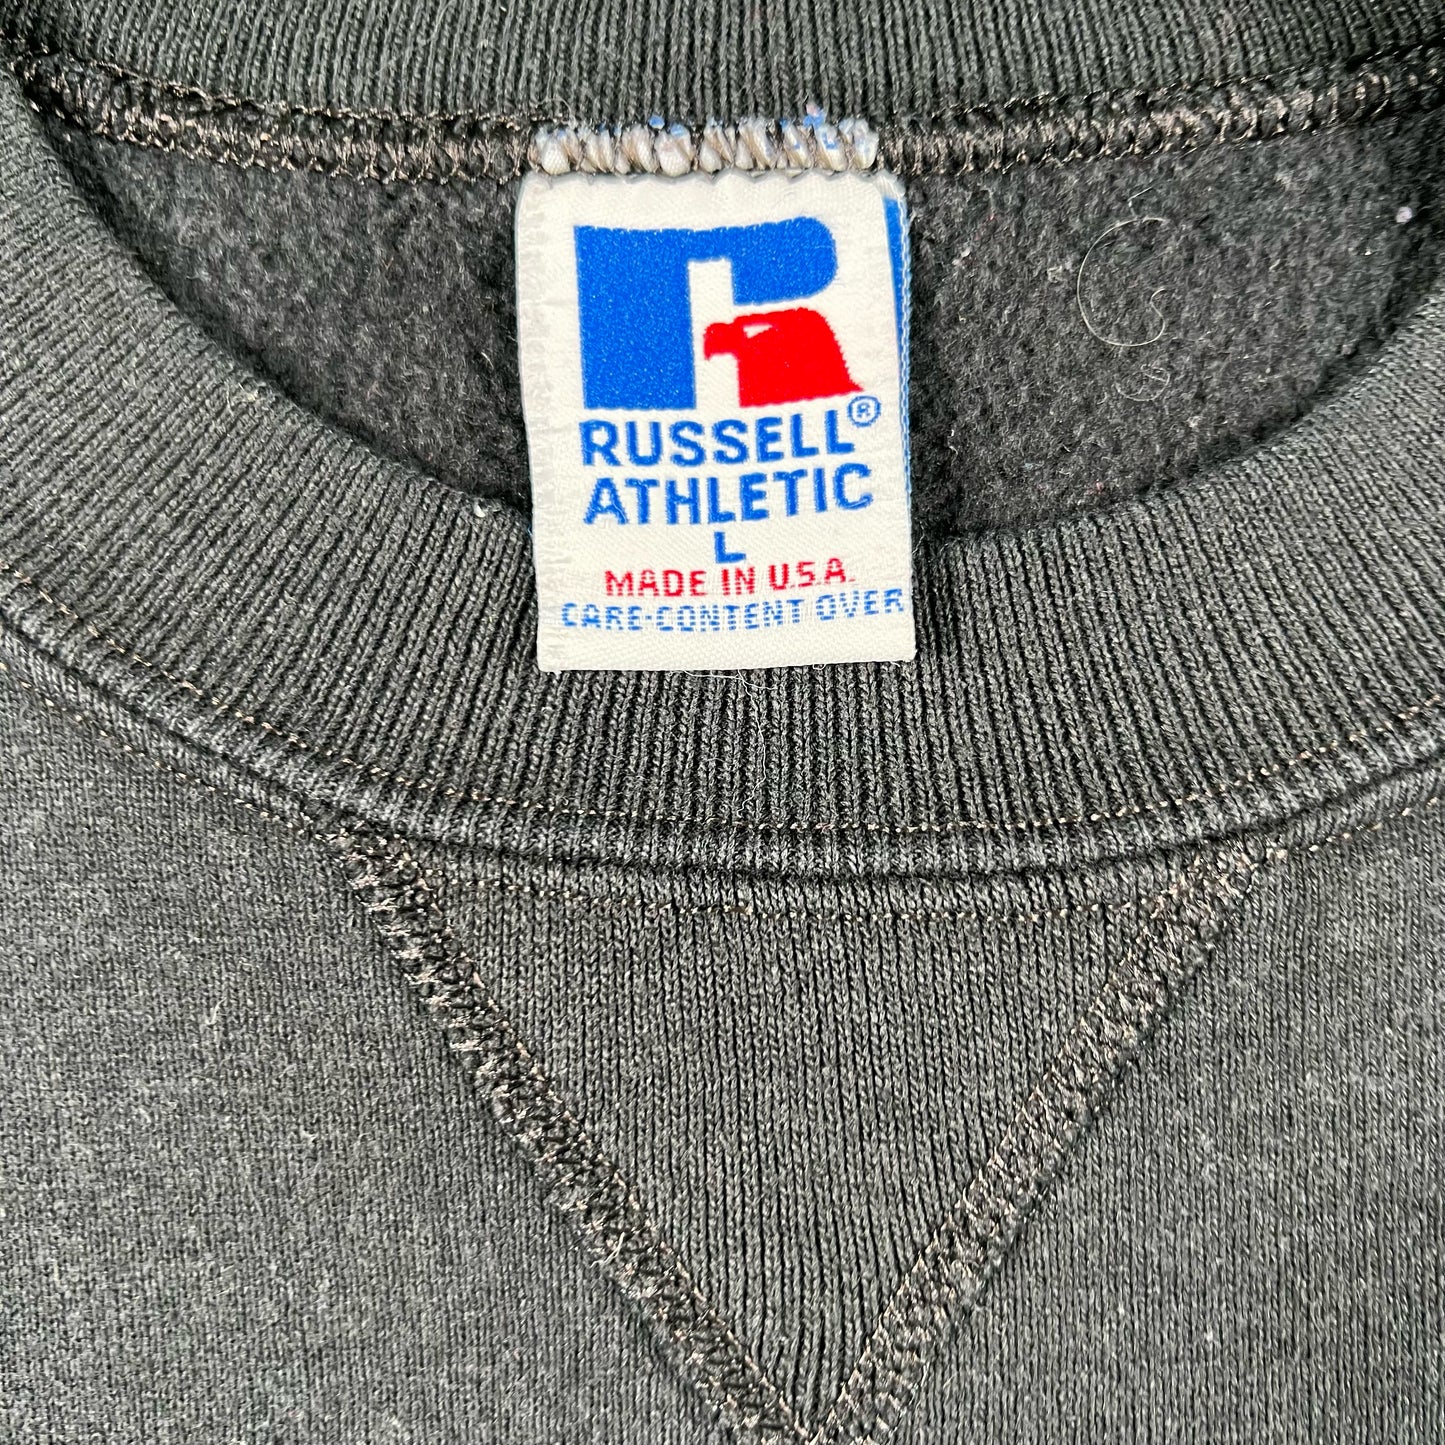 R
RUSSELL®
ATHLETIC
L
MADE IN U.S.A.
CARE-CONTENT OVER